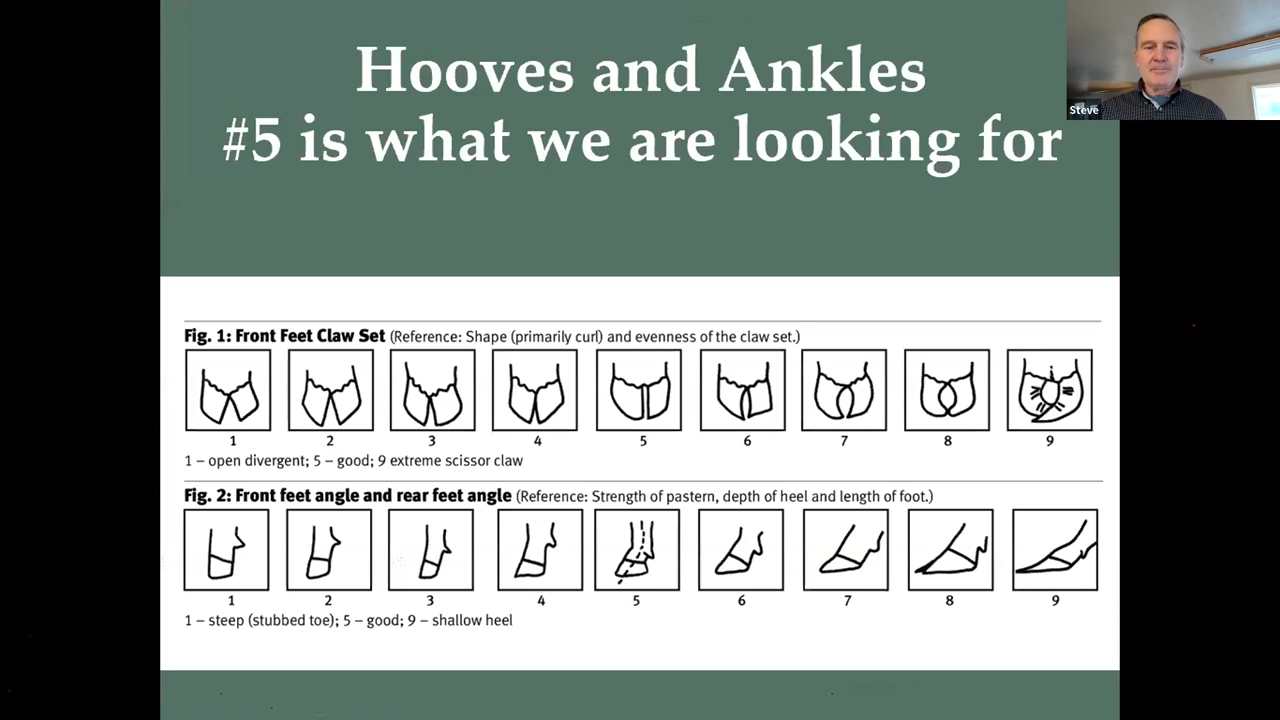 Hooves and Ankles
#5 is what we are looking for
Steve
Fig. 1: Front Feet Claw Set (Reference: Shape (primarily curl) and evenness of the claw set.)
1 2 3 4 5 6 7 8 9
1 – open divergent; 5 – good; 9 extreme scissor claw
Fig. 2: Front feet angle and rear feet angle (Reference: Strength of pastern, depth of heel and length of foot.)
1 2 3 4 5 6 7 8 9
1 – steep (stubbed toe); 5 – good; 9 – shallow heel